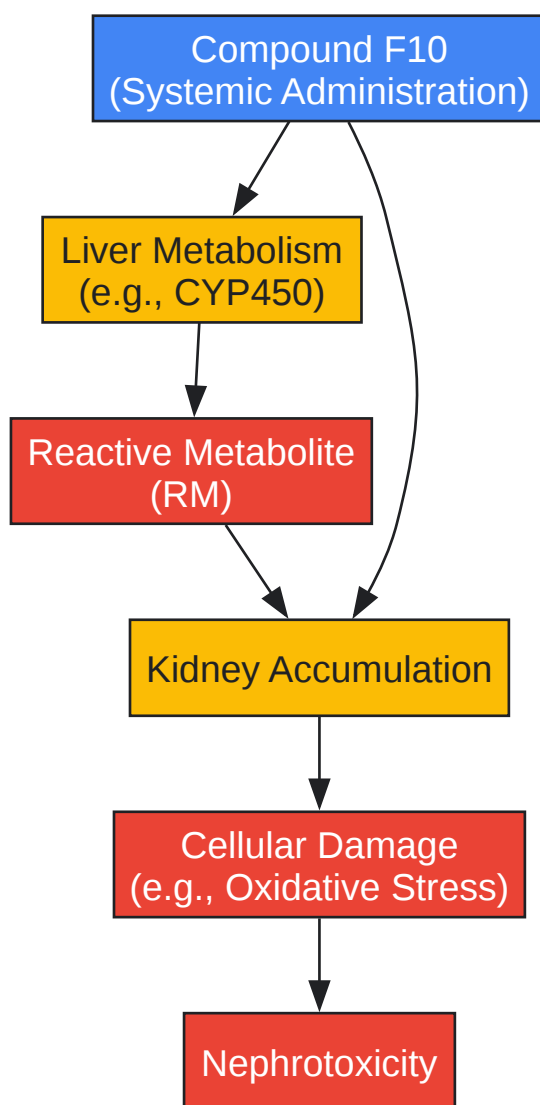 Compound F10
(Systemic Administration)
Liver Metabolism
(e.g., CYP450)
Reactive Metabolite
(RM)
Kidney Accumulation
Cellular Damage
(e.g., Oxidative Stress)
Nephrotoxicity